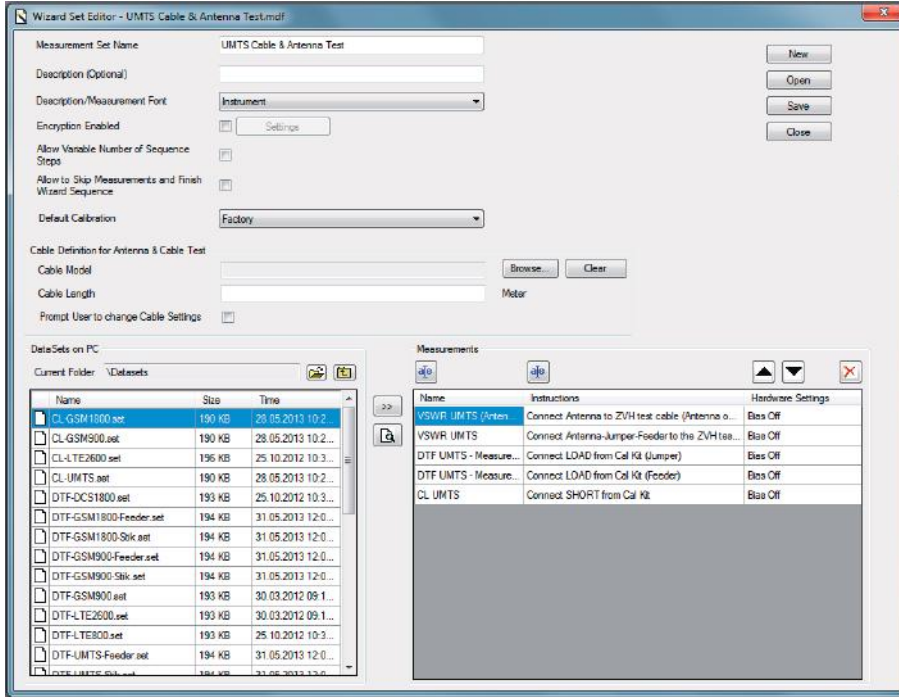 Wizard Set Editor - UMTS Cable & Antenna Test.mdf
Measurement Set Name UMTS Cable & Antenna Test
New
Description (Optional)
Open
Description/Measurement Font Instrument
Save
Encryption Enabled Settings
Close
Allow Variable Number of Sequence
Steps
Allow to Skip Measurements and Finish
Wizard Sequence
Default Calibration Factory
Cable Definition for Antenna & Cable Test
Cable Model Browse... Clear
Cable Length Meter
Prompt User to change Cable Settings
DataSets on PC
Current Folder \Datasets
Name Size Time
CL-GSM1800.set 190 KB 28.05.2013 10:2...
CL-GSM900.set 190 KB 28.05.2013 10:2...
CL-LTE2600.set 196 KB 25.10.2012 10:3...
CL-UMTS.set 190 KB 28.05.2013 10:2...
DTF-DCS1800.set 193 KB 25.10.2012 10:3...
DTF-GSM1800-Feeder.set 194 KB 31.05.2013 12:0...
DTF-GSM1800-Stik.set 194 KB 31.05.2013 12:0...
DTF-GSM900-Feeder.set 194 KB 31.05.2013 12:0...
DTF-GSM900-Stik.set 194 KB 31.05.2013 12:0...
DTF-GSM900.set 193 KB 30.03.2012 09:1...
DTF-LTE2600.set 193 KB 30.03.2012 09:1...
DTF-LTE800.set 193 KB 25.10.2012 10:3...
DTF-UMTS-Feeder.set 194 KB 31.05.2013 12:0...
DTF-UMTS-Stik.set 194 KB 31.05.2013 12:0...
>>
Measurements
Name Instructions Hardware Settings
VSWR UMTS (Anten... Connect Antenna to ZVH test cable (Antenna o... Bias Off
VSWR UMTS Connect Antenna-Jumper-Feeder to the ZVH tes... Bias Off
DTF UMTS - Measure... Connect LOAD from Cal Kit (Jumper) Bias Off
DTF UMTS - Measure... Connect LOAD from Cal Kit (Feeder) Bias Off
CL UMTS Connect SHORT from Cal Kit Bias Off